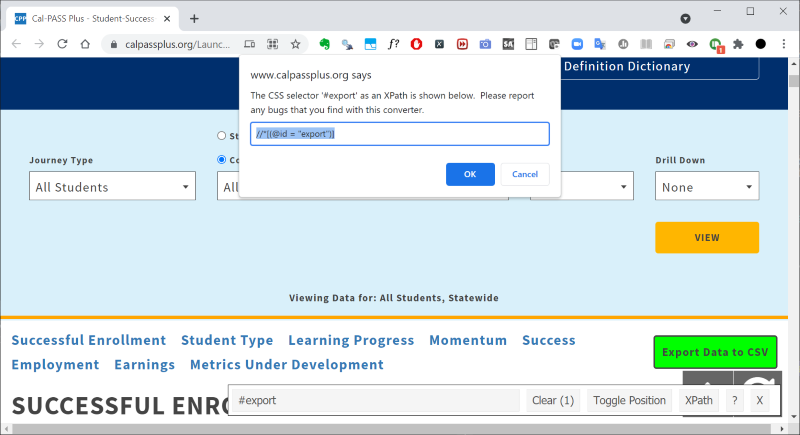 CPP Cal-PASS Plus - Student-Success
calpassplus.org/Launc...
f?
SA
1
www.calpassplus.org says
The CSS selector '#export' as an XPath is shown below. Please report
any bugs that you find with this converter.
//*[(@id = "export")]
OK Cancel
Definition Dictionary
St
Journey Type Co Drill Down
All Students All None
VIEW
Viewing Data for: All Students, Statewide
Successful Enrollment Student Type Learning Progress Momentum Success
Employment Earnings Metrics Under Development
Export Data to CSV
SUCCESSFUL ENRO
#export Clear (1) Toggle Position XPath ? X